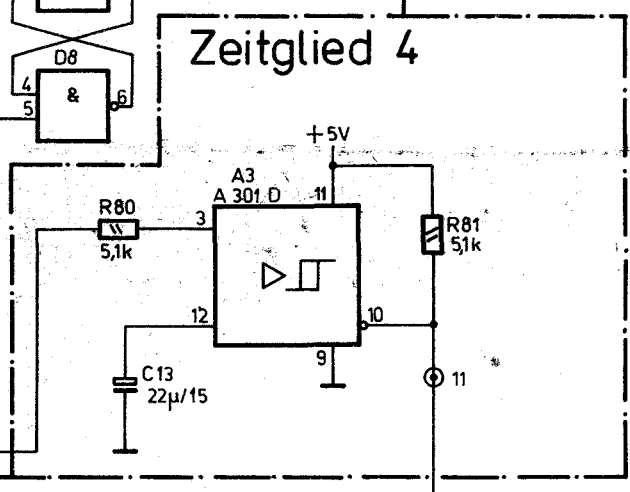 Zeitglied 4
D8
4
5
&
6
+5V
A3
A 301 D
11
R80
5,1k
3
R81
5,1k
12
10
9
C13
22µ/15
11